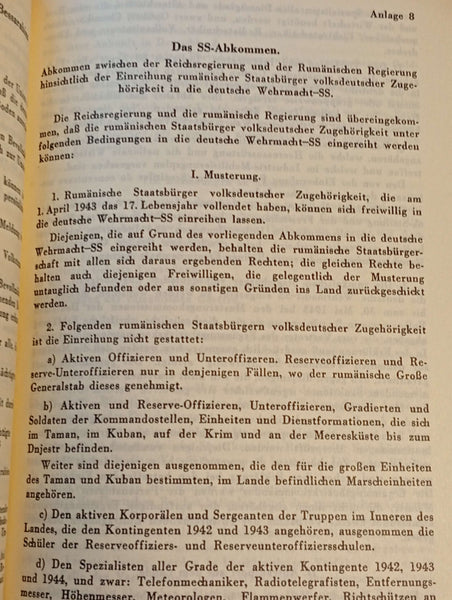 Anlage 8
Das SS-Abkommen.
Abkommen zwischen der Reichsregierung und der Rumänischen Regierung
hinsichtlich der Einreihung rumänischer Staatsbürger volksdeutscher Zuge-
hörigkeit in die deutsche Wehrmacht-SS.
Die Reichsregierung und die rumänische Regierung sind übereingekom-
men, daß die rumänischen Staatsbürger volksdeutscher Zugehörigkeit unter
folgenden Bedingungen in die deutsche Wehrmacht-SS eingereiht werden
können:
I. Musterung.
1. Rumänische Staatsbürger volksdeutscher Zugehörigkeit, die am
1. April 1943 das 17. Lebensjahr vollendet haben, können sich freiwillig in
die deutsche Wehrmacht-SS einreihen lassen.
Diejenigen, die auf Grund des vorliegenden Abkommens in die deutsche
Wehrmacht-SS eingereiht werden, behalten die rumänische Staatsbürger-
schaft mit allen sich daraus ergebenden Rechten; die gleichen Rechte be-
halten auch diejenigen Freiwilligen, die gelegentlich der Musterung
untauglich befunden oder aus sonstigen Gründen ins Land zurückgeschickt
werden.
2. Folgenden rumänischen Staatsbürgern volksdeutscher Zugehörigkeit
ist die Einreihung nicht gestattet:
a) Aktiven Offizieren und Unteroffizeren. Reserveoffizieren und Re-
serve-Unteroffizieren nur in denjenigen Fällen, wo der rumänische Große
Generalstab dieses genehmigt.
b) Aktiven und Reserve-Offizieren, Unteroffizieren, Gradierten und
Soldaten der Kommandostellen, Einheiten und Dienstformationen, die sich
im Taman, im Kuban, auf der Krim und an der Meeresküste bis zum
Dnjestr befinden.
Weiter sind diejenigen ausgenommen, die den für die großen Einheiten
des Taman und Kuban bestimmten, im Lande befindlichen Marscheinheiten
angehören.
c) Den aktiven Korporälen und Sergeanten der Truppen im Inneren des
Landes, die den Kontingenten 1942 und 1943 angehören, ausgenommen die
Schüler der Reserveoffiziers- und Reserveunteroffiziersschulen.
d) Den Spezialisten aller Grade der aktiven Kontingente 1942, 1943
und 1944, und zwar: Telefonmechaniker, Radiotelegrafisten, Entfernungs-
messer, Höhenmesser, Meteorologen, Flammenwerfer, Richtschützen an